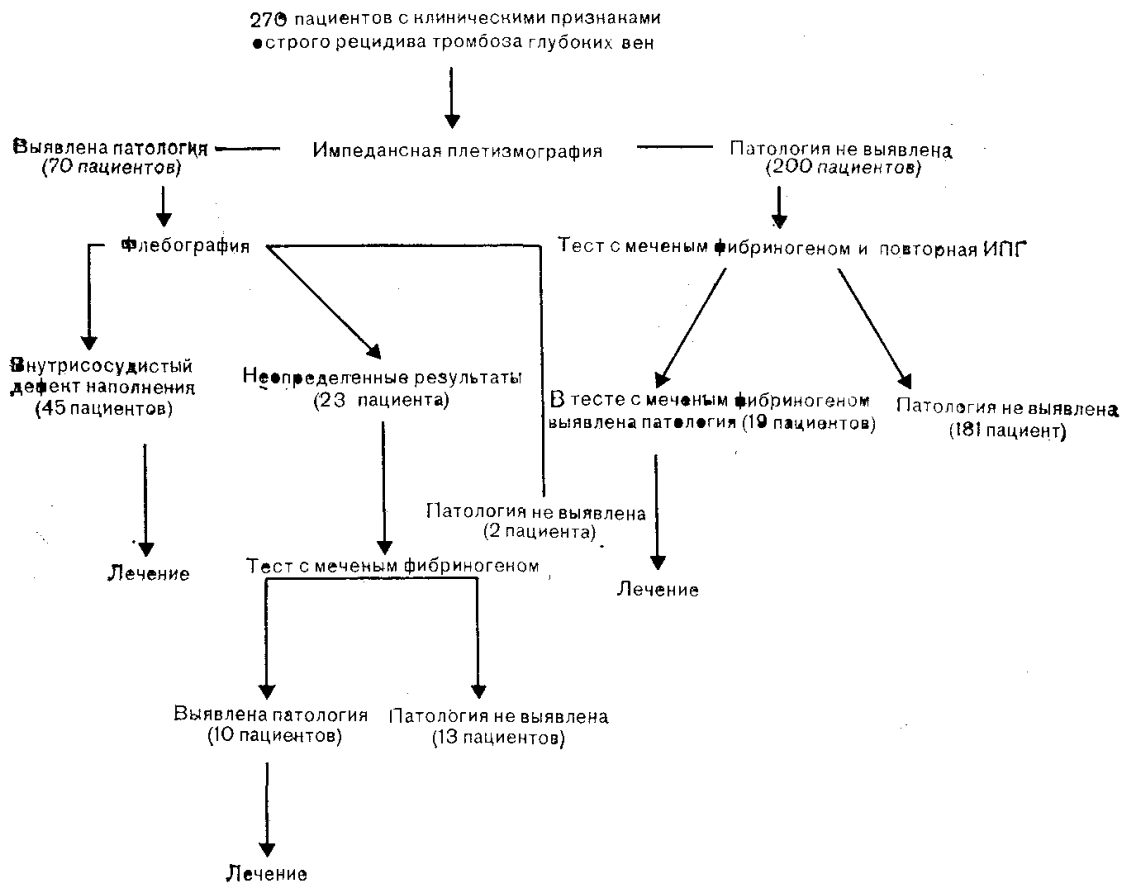 270 пациентов с клиническими признаками
острого рецидива тромбоза глубоких вен
Выявлена патология
(70 пациентов)
Импедансная плетизмография
Патология не выявлена
(200 пациентов)
Флебография
Тест с меченым фибриногеном и повторная ИПГ
Внутрисосудистый
дефект наполнения
(45 пациентов)
Неопределенные результаты
(23 пациента)
В тесте с меченым фибриногеном
выявлена патология (19 пациентов)
Патология не выявлена
(181 пациент)
Патология не выявлена
(2 пациента)
Лечение
Тест с меченым фибриногеном
Лечение
Выявлена патология
(10 пациентов)
Патология не выявлена
(13 пациентов)
Лечение